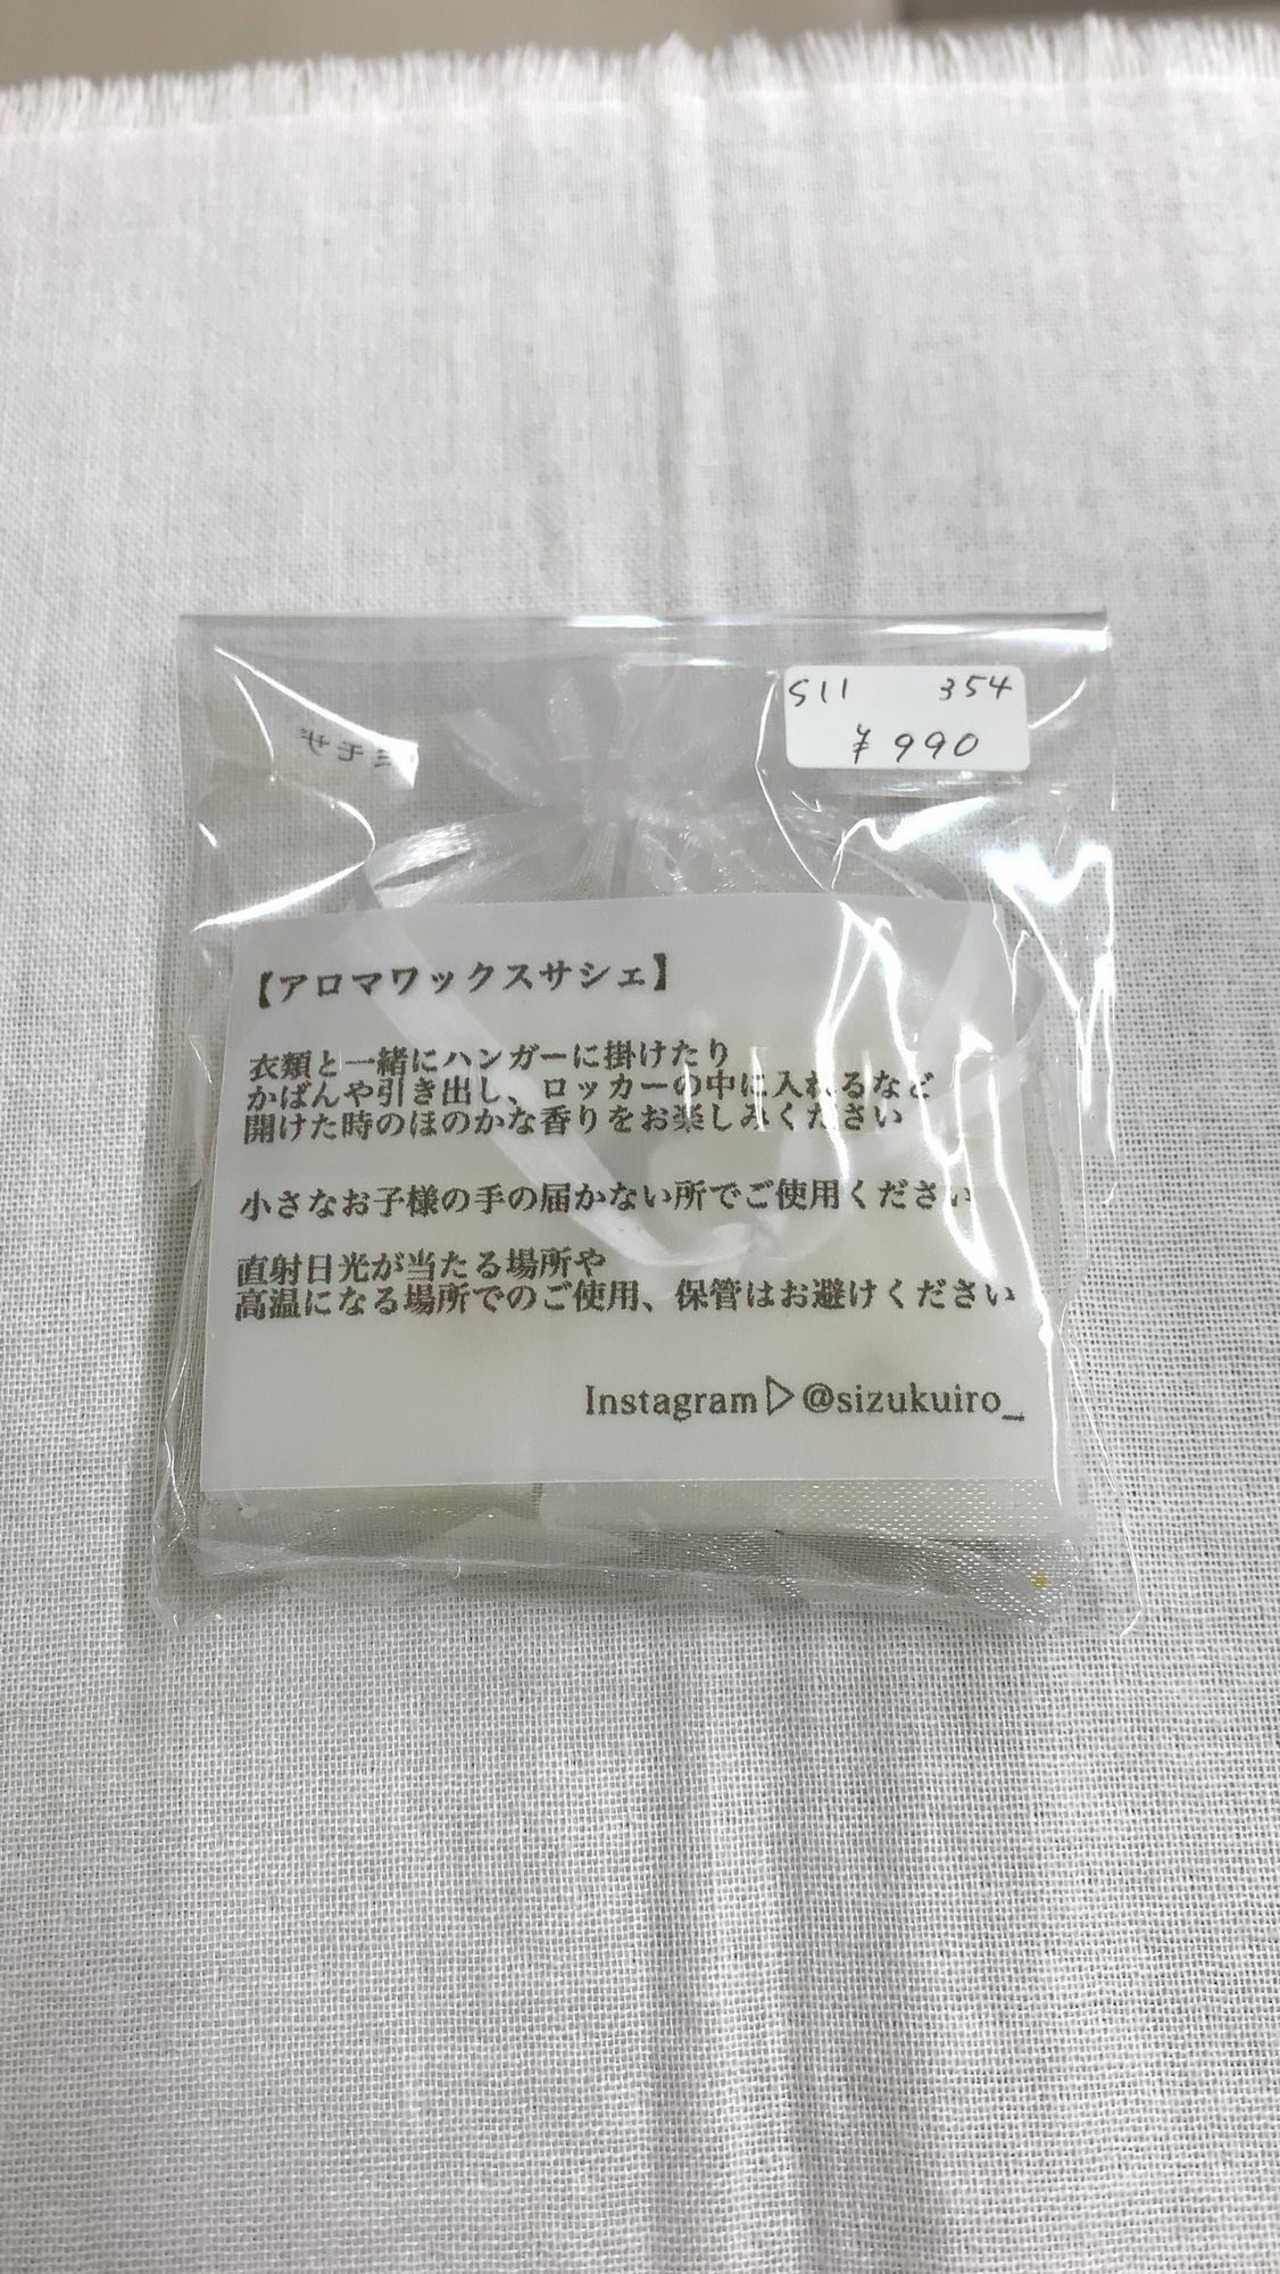 S11 354
¥990
ミモザ
【アロマワックスサシェ】
衣類と一緒にハンガーに掛けたり
かばんや引き出し、ロッカーの中に入れるなど
開けた時のほのかな香りをお楽しみください
小さなお子様の手の届かない所でご使用ください
直射日光が当たる場所や
高温になる場所でのご使用、保管はお避けください
Instagram▷@sizukuiro_